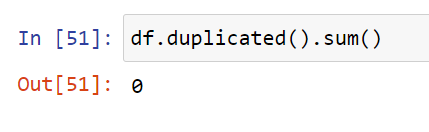 In [51]: df.duplicated().sum()
Out[51]: 0